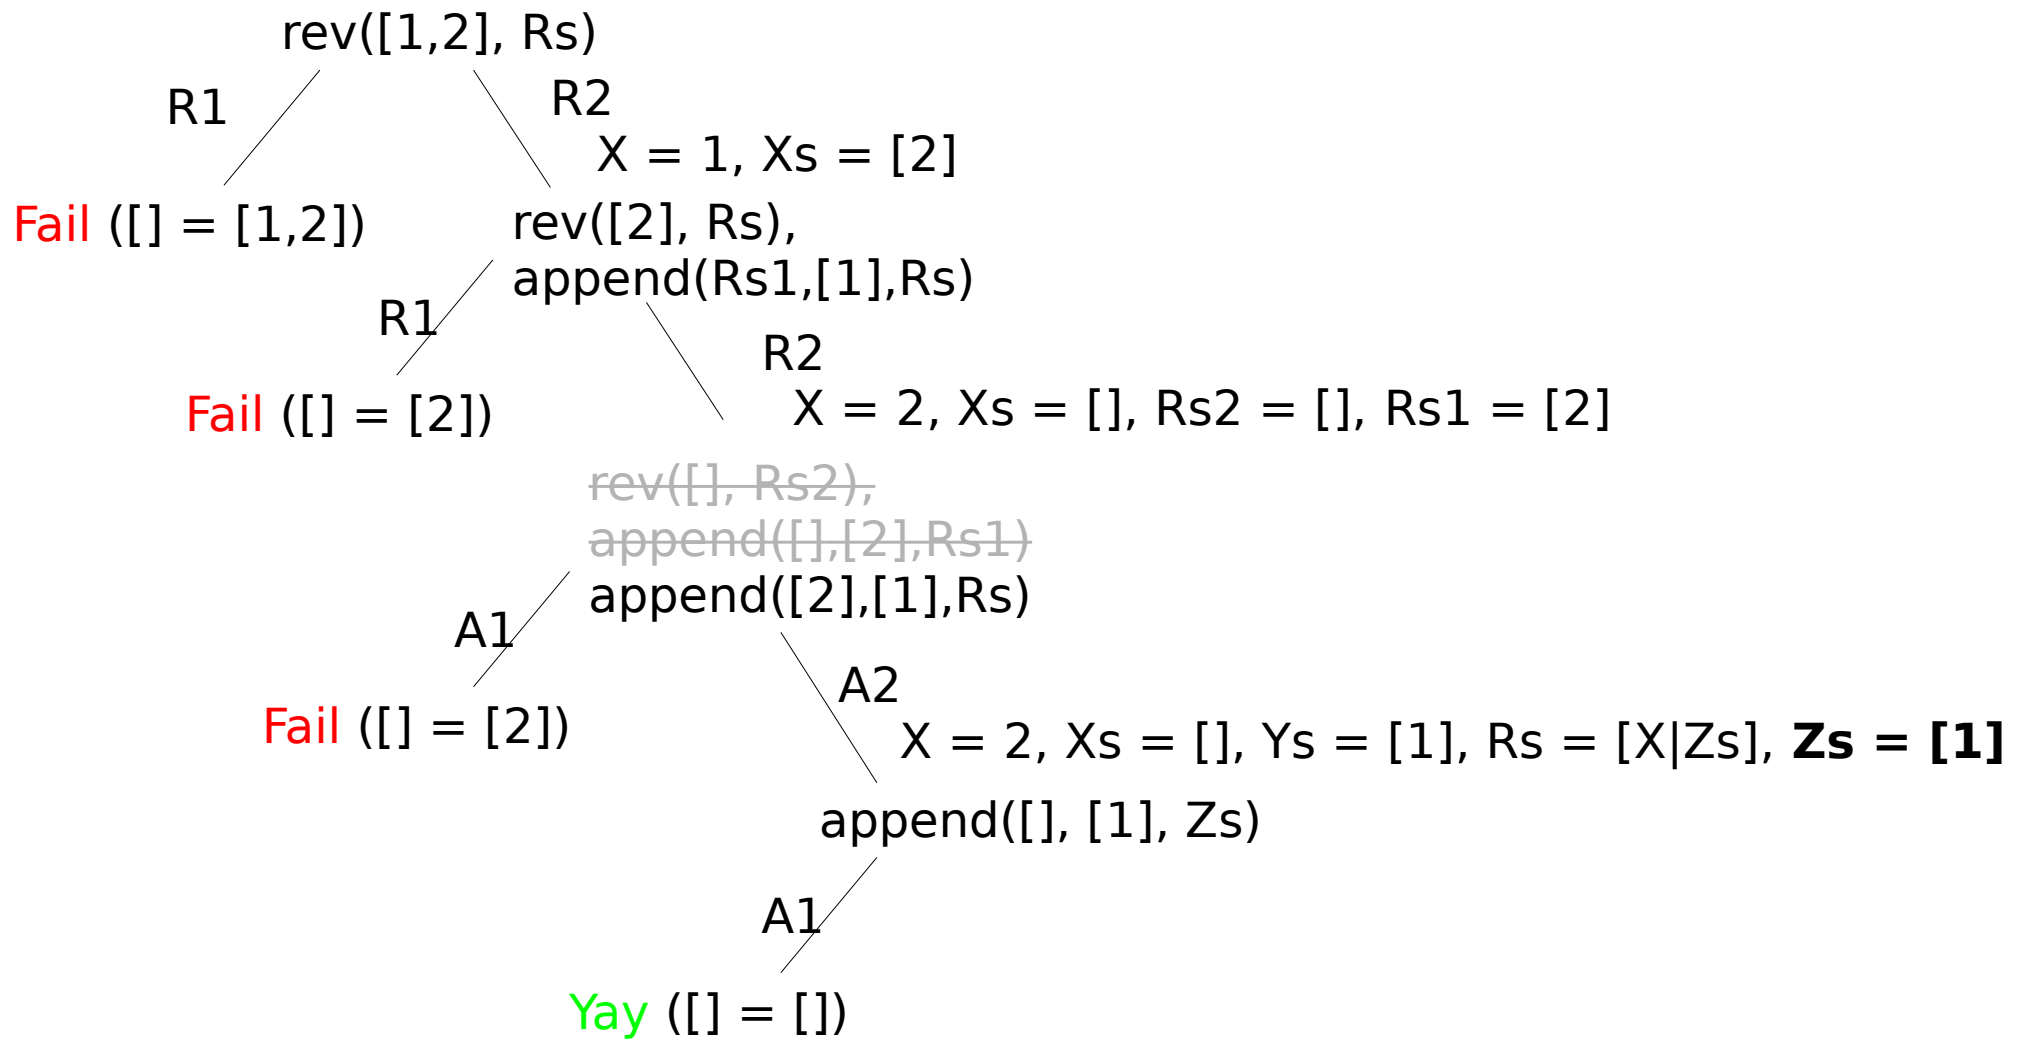 rev([1,2], Rs)
R1
R2
X = 1, Xs = [2]
Fail ([] = [1,2])
rev([2], Rs),
append(Rs1,[1],Rs)
R1
R2
X = 2, Xs = [], Rs2 = [], Rs1 = [2]
Fail ([] = [2])
rev([], Rs2),
append([],[2],Rs1)
append([2],[1],Rs)
A1
A2
Fail ([] = [2])
X = 2, Xs = [], Ys = [1], Rs = [X|Zs], Zs = [1]
append([], [1], Zs)
A1
Yay ([] = [])